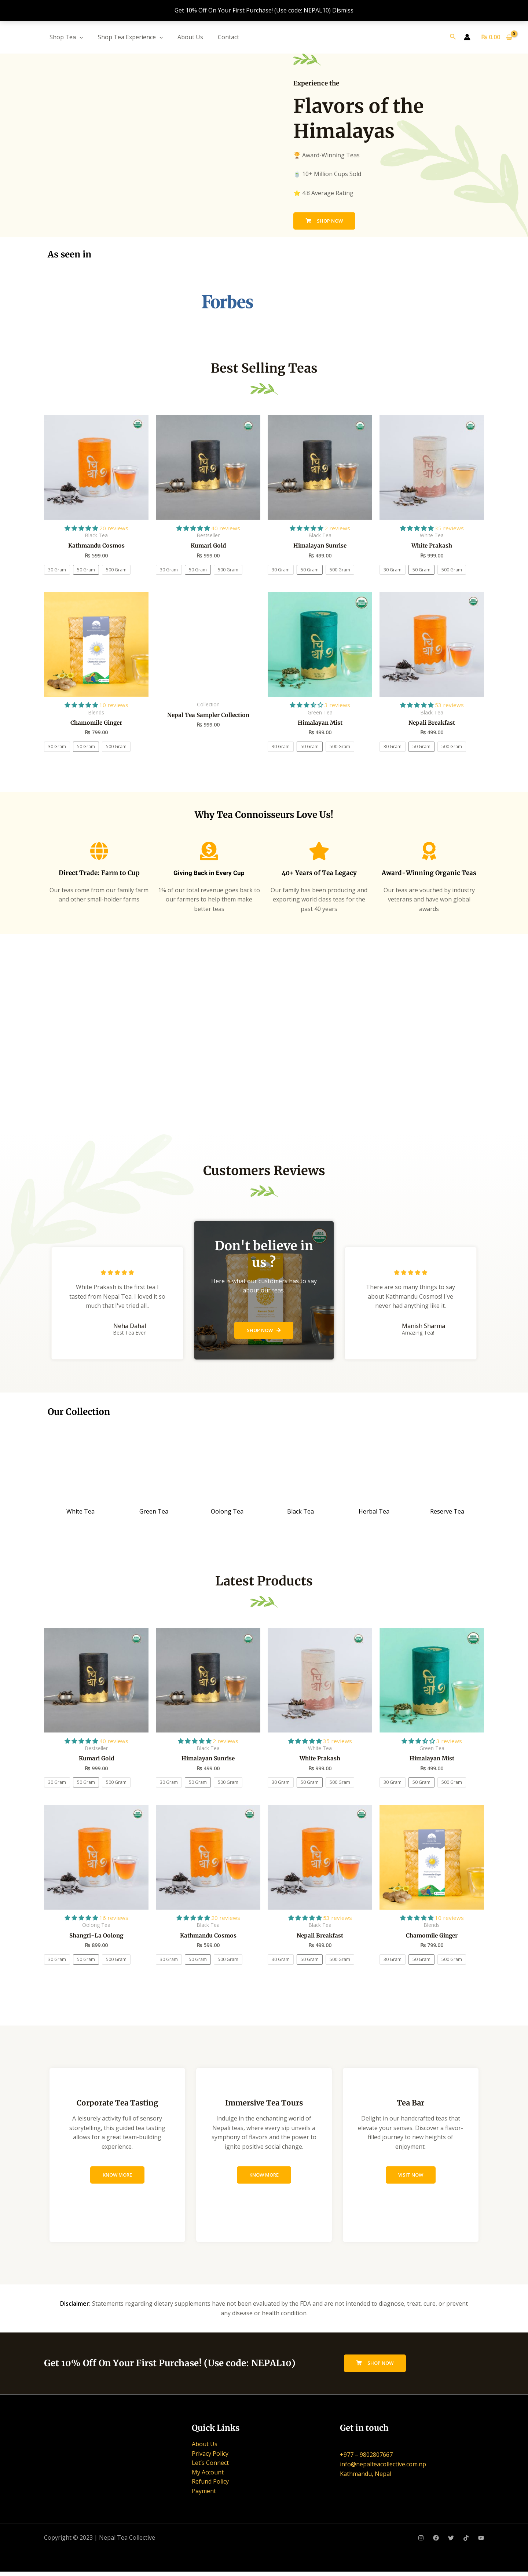 Get 10% Off On Your First Purchase! (Use code: NEPAL10) Dismiss
Shop Tea
Shop Tea Experience
About Us
Contact
₨ 0.00
0
Experience the
Flavors of the
Himalayas
🏆 Award-Winning Teas
🍵 10+ Million Cups Sold
⭐ 4.8 Average Rating
SHOP NOW
As seen in
Forbes
Best Selling Teas
20 reviews
Black Tea
Kathmandu Cosmos
₨ 599.00
30 Gram 50 Gram 500 Gram
40 reviews
Bestseller
Kumari Gold
₨ 999.00
30 Gram 50 Gram 500 Gram
2 reviews
Black Tea
Himalayan Sunrise
₨ 499.00
30 Gram 50 Gram 500 Gram
White Tea
White Prakash
₨ 999.00
30 Gram 50 Gram 500 Gram
Blends
Chamomile Ginger
₨ 799.00
30 Gram 50 Gram 500 Gram
Collection
Nepal Tea Sampler Collection
₨ 999.00
Green Tea
Himalayan Mist
₨ 499.00
30 Gram 50 Gram 500 Gram
Black Tea
Nepali Breakfast
₨ 499.00
30 Gram 50 Gram 500 Gram
Why Tea Connoisseurs Love Us!
Direct Trade: Farm to Cup
Our teas come from our family farm
and other small-holder farms
Giving Back in Every Cup
1% of our total revenue goes back to
our farmers to help them make
better teas
40+ Years of Tea Legacy
Our family has been producing and
exporting world class teas for the
past 40 years
Award-Winning Organic Teas
Our teas are vouched by industry
veterans and have won global
awards
Customers Reviews
White Prakash is the first tea I
tasted from Nepal Tea. I loved it so
much that I've tried all..
Neha Dahal
Best Tea Ever!
Don't believe in
us ?
Here is what our customers has to say
about our teas.
SHOP NOW
There are so many things to say
about Kathmandu Cosmos! I've
never had anything like it.
Manish Sharma
Amazing Tea!
Our Collection
White Tea
Green Tea
Oolong Tea
Black Tea
Herbal Tea
Reserve Tea
Latest Products
40 reviews
Bestseller
Kumari Gold
₨ 999.00
30 Gram 50 Gram 500 Gram
2 reviews
Black Tea
Himalayan Sunrise
₨ 499.00
30 Gram 50 Gram 500 Gram
White Tea
White Prakash
₨ 999.00
30 Gram 50 Gram 500 Gram
Green Tea
Himalayan Mist
₨ 499.00
30 Gram 50 Gram 500 Gram
Oolong Tea
Shangri-La Oolong
₨ 899.00
30 Gram 50 Gram 500 Gram
20 reviews
Black Tea
Kathmandu Cosmos
₨ 599.00
30 Gram 50 Gram 500 Gram
Black Tea
Nepali Breakfast
₨ 499.00
30 Gram 50 Gram 500 Gram
Blends
Chamomile Ginger
₨ 799.00
30 Gram 50 Gram 500 Gram
Corporate Tea Tasting
A leisurely activity full of sensory
storytelling, this guided tea tasting
allows for a great team-building
experience.
KNOW MORE
Immersive Tea Tours
Indulge in the enchanting world of
Nepali teas, where every sip unveils a
symphony of flavors and the power to
ignite positive social change.
KNOW MORE
Tea Bar
Delight in our handcrafted teas that
elevate your senses. Discover a flavor-
filled journey to new heights of
enjoyment.
VISIT NOW
Disclaimer: Statements regarding dietary supplements have not been evaluated by the FDA and are not intended to diagnose, treat, cure, or prevent
any disease or health condition.
Get 10% Off On Your First Purchase! (Use code: NEPAL10)
SHOP NOW
Quick Links
About Us
Privacy Policy
Let's Connect
My Account
Refund Policy
Payment
Get in touch
+977 – 9802807667
info@nepalteacollective.com.np
Kathmandu, Nepal
Copyright © 2023 | Nepal Tea Collective